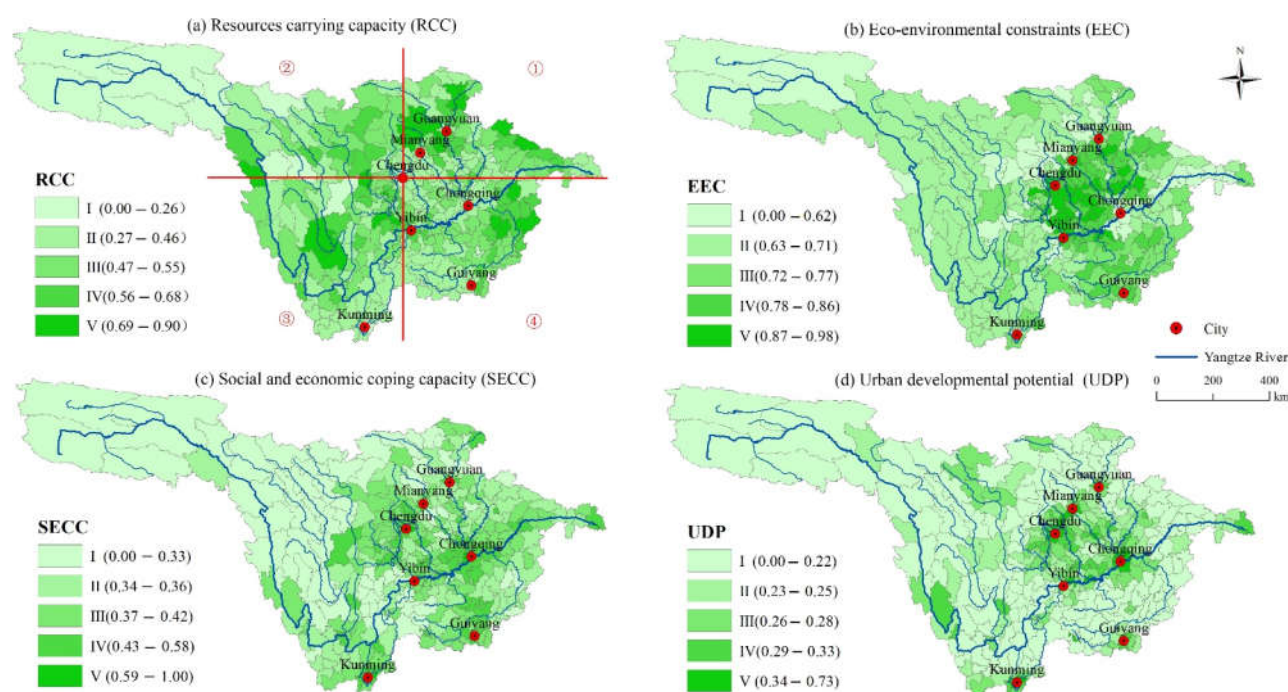 (a) Resources carrying capacity (RCC)
②
①
Guangyuan
Mianyang
Chengdu
Chongqing
Yibin
Guiyang
Kunming
③
④
RCC
I (0.00 – 0.26)
II (0.27 – 0.46)
III(0.47 – 0.55)
IV(0.56 – 0.68)
V (0.69 – 0.90)
(b) Eco-environmental constraints (EEC)
N
Guangyuan
Mianyang
Chengdu
Chongqing
Yibin
Guiyang
Kunming
EEC
I (0.00 – 0.62)
II (0.63 – 0.71)
III (0.72 – 0.77)
IV (0.78 – 0.86)
V (0.87 – 0.98)
City
Yangtze River
0 200 400
km
(c) Social and economic coping capacity (SECC)
Guangyuan
Mianyang
Chengdu
Chongqing
Yibin
Guiyang
Kunming
SECC
I (0.00 – 0.33)
II (0.34 – 0.36)
III(0.37 – 0.42)
IV (0.43 – 0.58)
V (0.59 – 1.00)
(d) Urban developmental potential (UDP)
Guangyuan
Mianyang
Chengdu
Chongqing
Yibin
Guiyang
Kunming
UDP
I (0.00 – 0.22)
II (0.23 – 0.25)
III(0.26 – 0.28)
IV (0.29 – 0.33)
V (0.34 – 0.73)